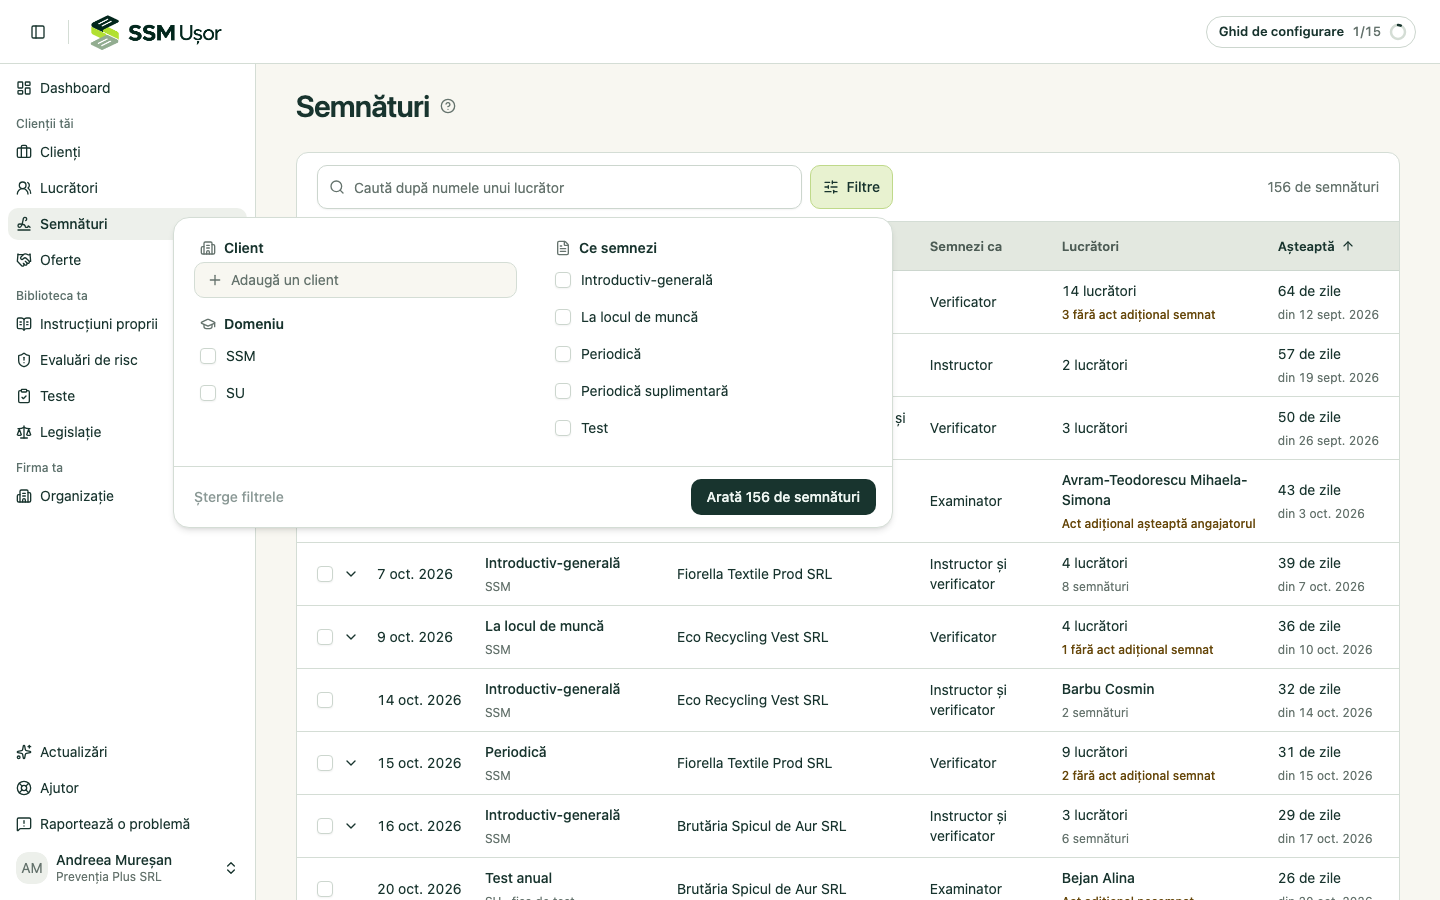 SSM Ușor
Ghid de configurare 1/15
Dashboard
Clienții tăi
Clienți
Lucrători
Semnături
Oferte
Biblioteca ta
Instrucțiuni proprii
Evaluări de risc
Teste
Legislație
Firma ta
Organizație
Actualizări
Ajutor
Raportează o problemă
AM
Andreea Mureșan
Prevenția Plus SRL
Semnături
Caută după numele unui lucrător
Filtre
156 de semnături
Client
Adaugă un client
Domeniu
SSM
SU
Ce semnezi
Introductiv-generală
La locul de muncă
Periodică
Periodică suplimentară
Test
Șterge filtrele
Arată 156 de semnături
Semnezi ca
Lucrători
Așteaptă
Verificator
14 lucrători
3 fără act adițional semnat
64 de zile
din 12 sept. 2026
Instructor
2 lucrători
57 de zile
din 19 sept. 2026
și
Verificator
3 lucrători
50 de zile
din 26 sept. 2026
Examinator
Avram-Teodorescu Mihaela-
Simona
Act adițional așteaptă angajatorul
43 de zile
din 3 oct. 2026
7 oct. 2026
Introductiv-generală
SSM
Fiorella Textile Prod SRL
Instructor și
verificator
4 lucrători
8 semnături
39 de zile
din 7 oct. 2026
9 oct. 2026
La locul de muncă
SSM
Eco Recycling Vest SRL
Verificator
4 lucrători
1 fără act adițional semnat
36 de zile
din 10 oct. 2026
14 oct. 2026
Introductiv-generală
SSM
Eco Recycling Vest SRL
Instructor și
verificator
Barbu Cosmin
2 semnături
32 de zile
din 14 oct. 2026
15 oct. 2026
Periodică
SSM
Fiorella Textile Prod SRL
Verificator
9 lucrători
2 fără act adițional semnat
31 de zile
din 15 oct. 2026
16 oct. 2026
Introductiv-generală
SSM
Brutăria Spicul de Aur SRL
Instructor și
verificator
3 lucrători
6 semnături
29 de zile
din 17 oct. 2026
20 oct. 2026
Test anual
Brutăria Spicul de Aur SRL
Examinator
Bejan Alina
26 de zile